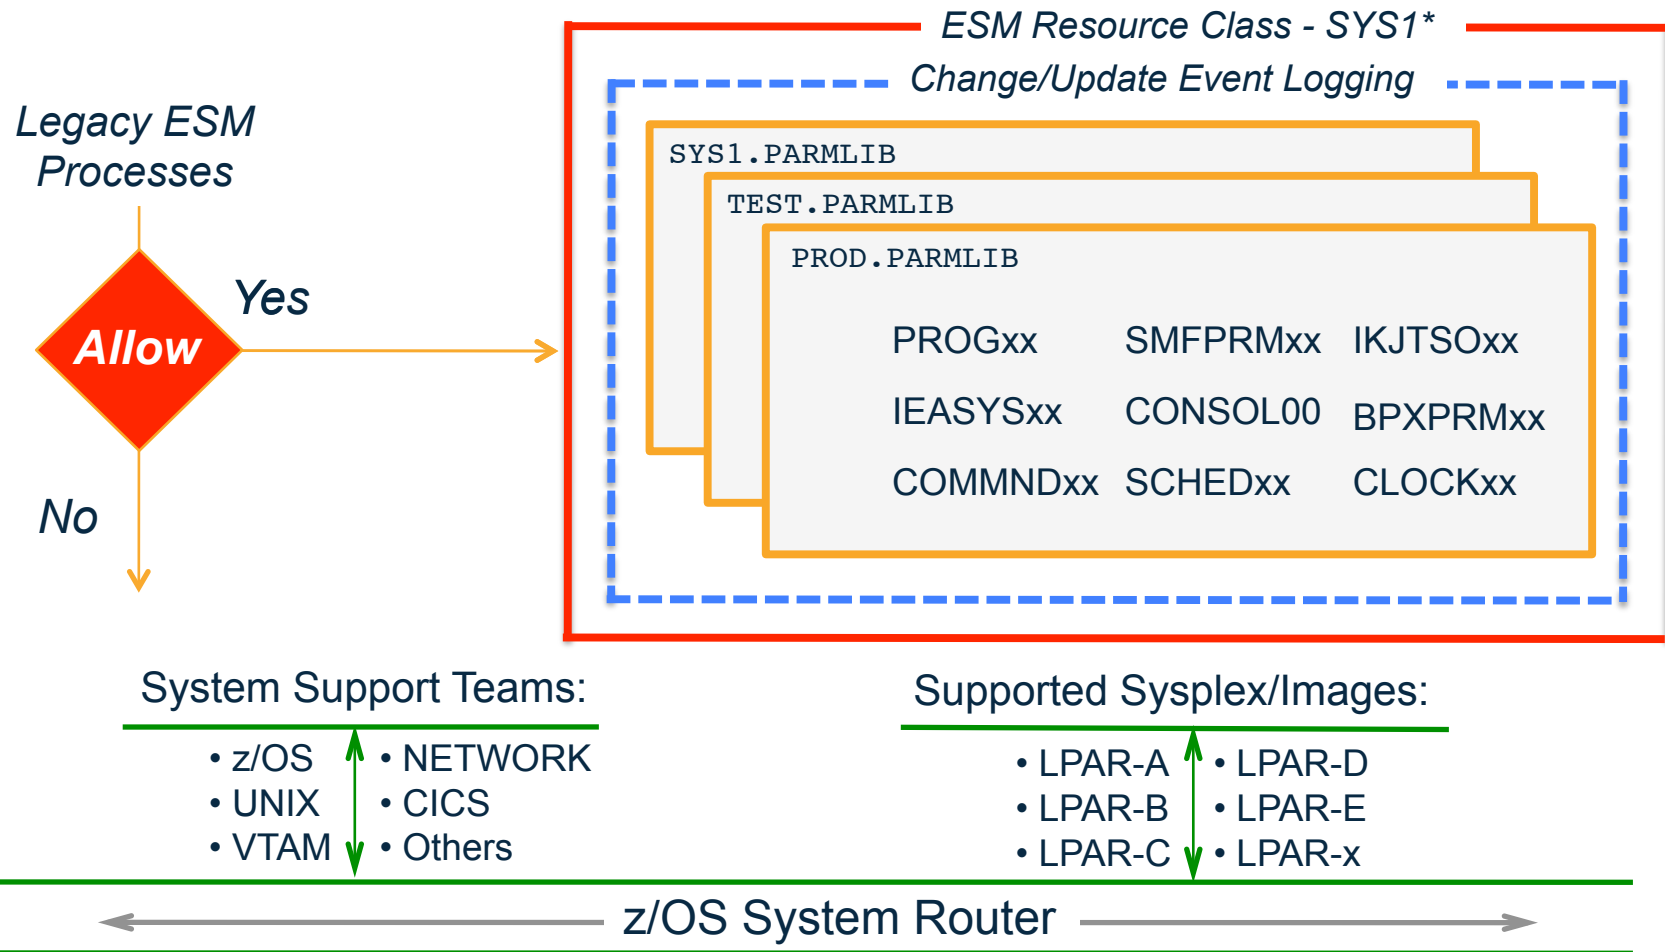 ESM Resource Class - SYS1*
Change/Update Event Logging
Legacy ESM
Processes
Allow
Yes
No
SYS1.PARMLIB
TEST.PARMLIB
PROD.PARMLIB
PROGxx SMFPRMxx IKJTSOxx
IEASYSxx CONSOL00 BPXPRMxx
COMMNDxx SCHEDxx CLOCKxx
System Support Teams:
• z/OS • NETWORK
• UNIX • CICS
• VTAM • Others
Supported Sysplex/Images:
• LPAR-A • LPAR-D
• LPAR-B • LPAR-E
• LPAR-C • LPAR-x
z/OS System Router